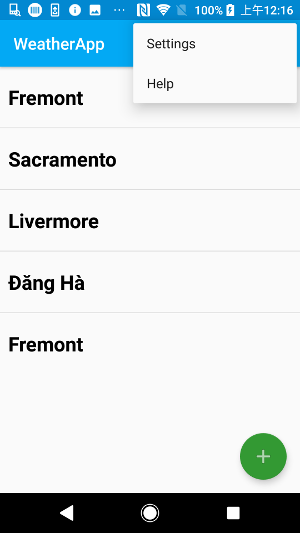 100% 上午12:16
WeatherApp
Settings
Help
Fremont
Sacramento
Livermore
Đăng Hà
Fremont